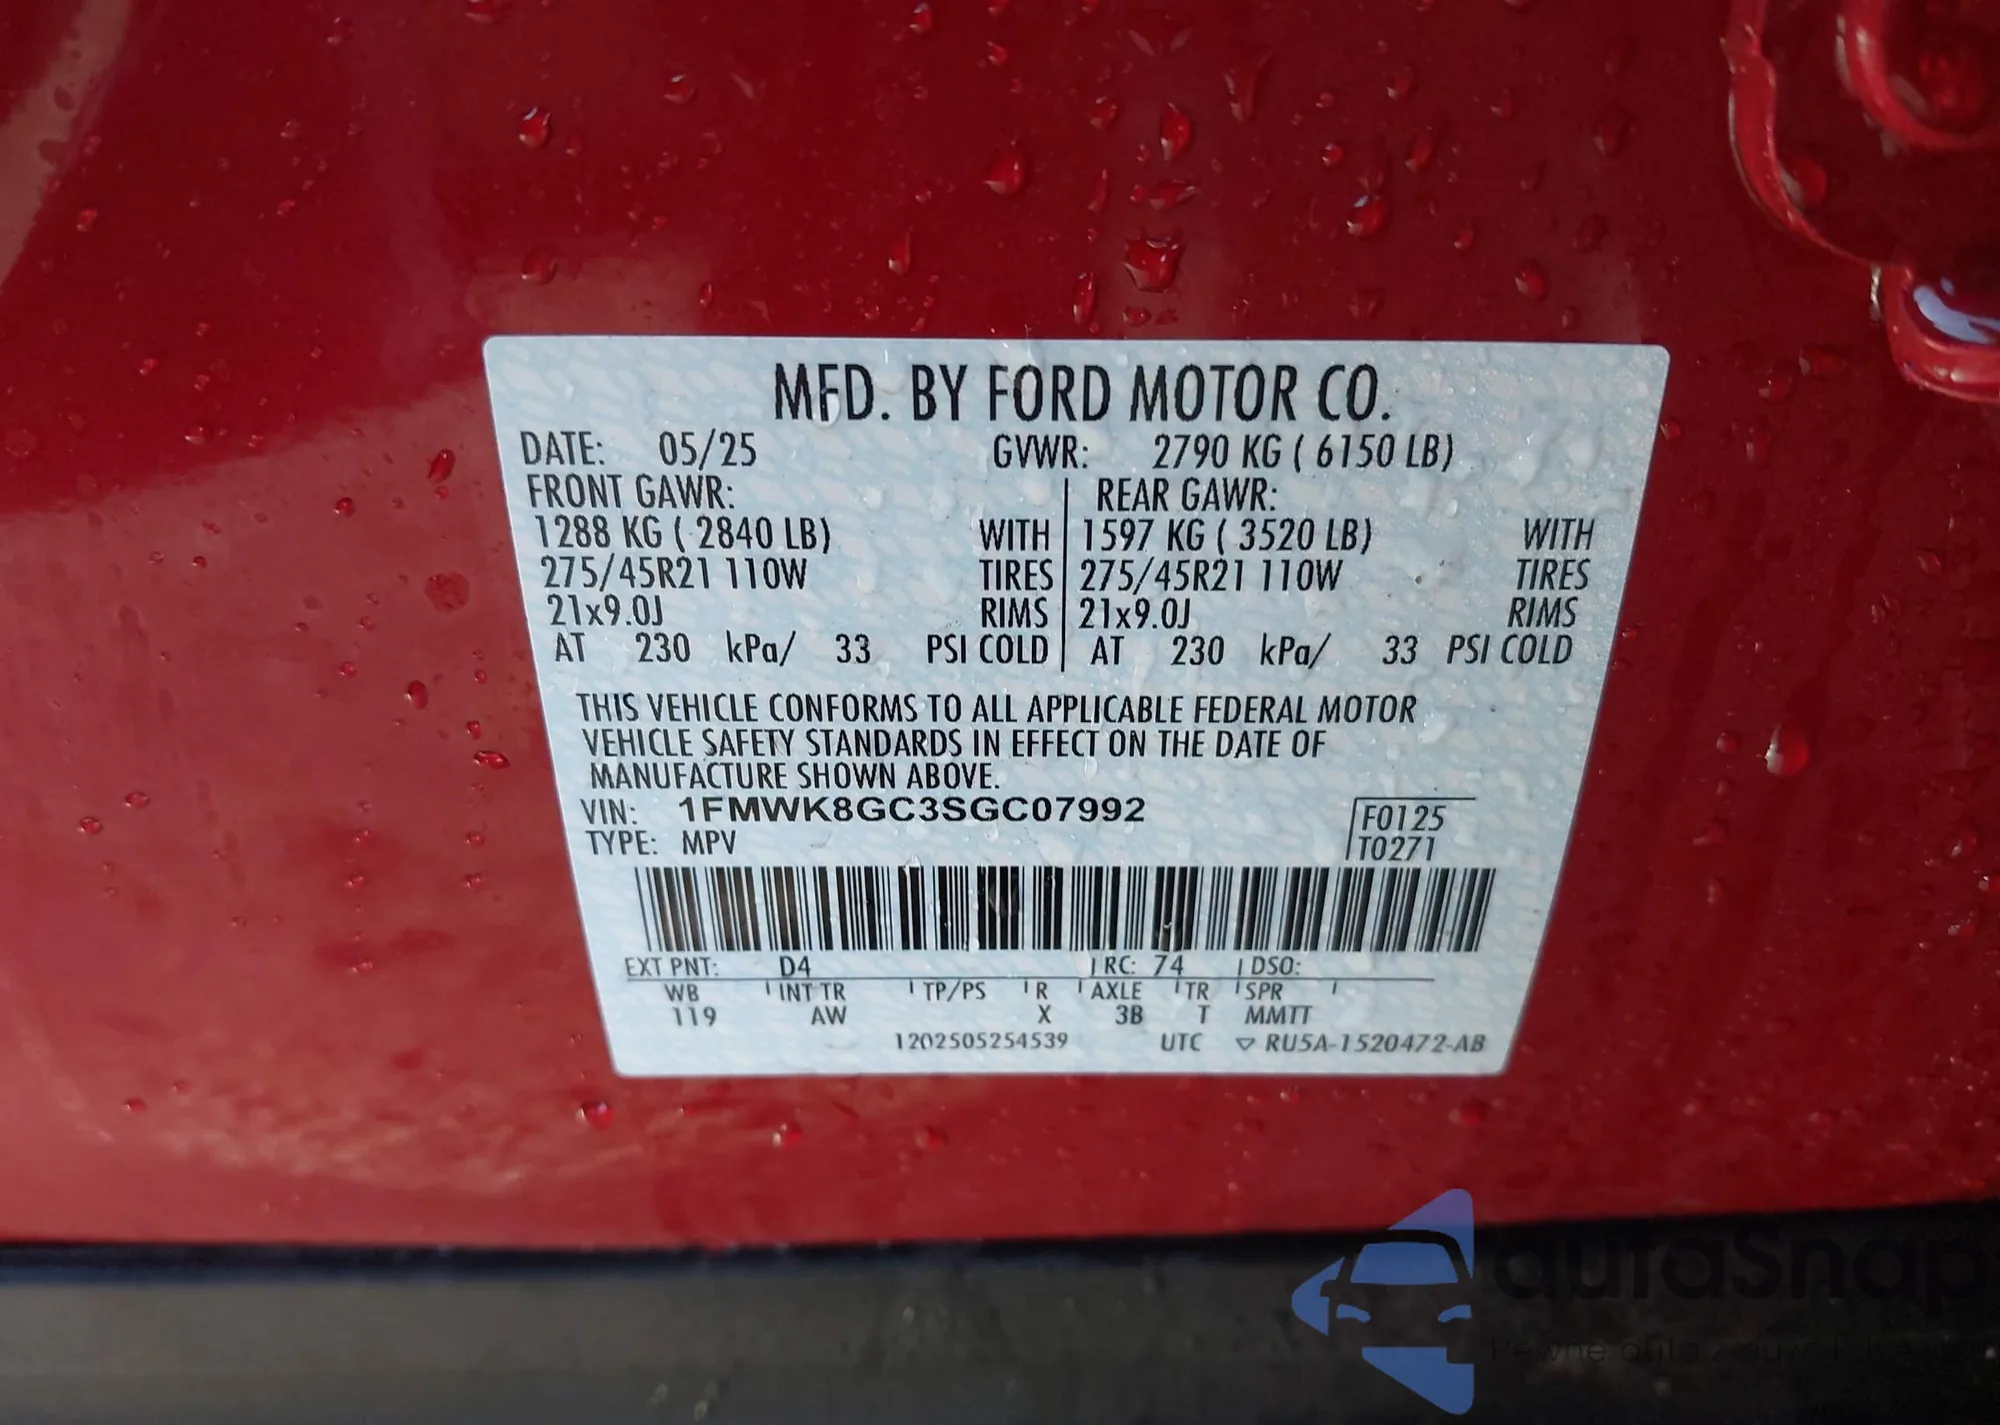 MFD. BY FORD MOTOR CO.
DATE: 05/25 GVWR: 2790 KG ( 6150 LB)
FRONT GAWR: REAR GAWR:
1288 KG ( 2840 LB) WITH 1597 KG ( 3520 LB) WITH
275/45R21 110W TIRES 275/45R21 110W TIRES
21x9.0J RIMS 21x9.0J RIMS
AT 230 kPa/ 33 PSI COLD AT 230 kPa/ 33 PSI COLD
THIS VEHICLE CONFORMS TO ALL APPLICABLE FEDERAL MOTOR
VEHICLE SAFETY STANDARDS IN EFFECT ON THE DATE OF
MANUFACTURE SHOWN ABOVE.
VIN: 1FMWK8GC3SGC07992 F0125
TYPE: MPV T0271
EXT PNT: D4 RC: 74 DSO:
WB INT TR TP/PS R AXLE TR SPR
119 AW X 3B T MMTT
1202505254539 UTC ▽ RU5A-1520472-AB
autaSnap
Pewne auta